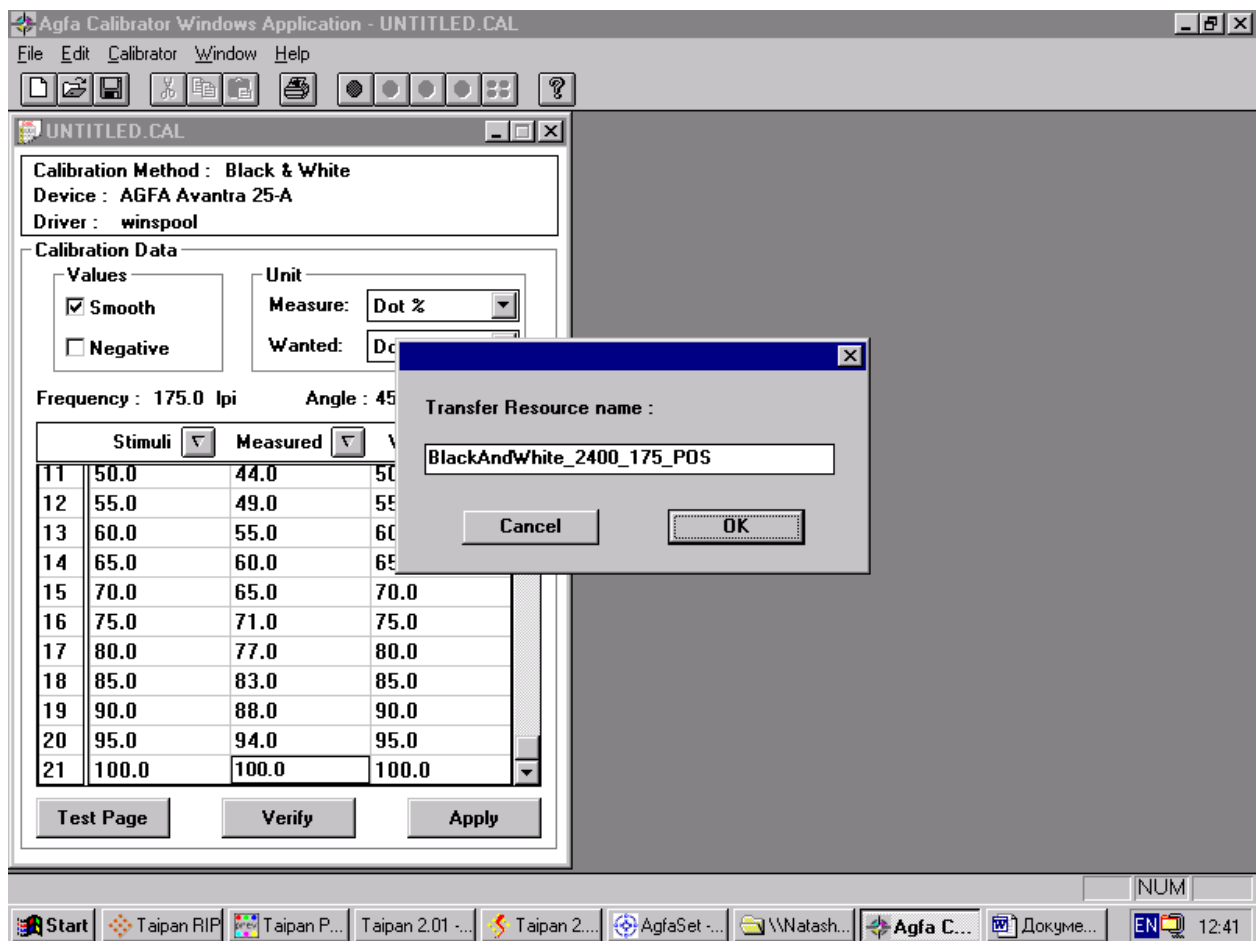 Agfa Calibrator Windows Application - UNTITLED.CAL
File Edit Calibrator Window Help
UNTITLED.CAL
Calibration Method : Black & White
Device : AGFA Avantra 25-A
Driver : winspool
Calibration Data
Values
Unit
Smooth
Measure: Dot %
Negative
Wanted:
Frequency : 175.0 lpi Angle : 45
Stimuli Measured
11 50.0 44.0
12 55.0 49.0
13 60.0 55.0
14 65.0 60.0
15 70.0 65.0 70.0
16 75.0 71.0 75.0
17 80.0 77.0 80.0
18 85.0 83.0 85.0
19 90.0 88.0 90.0
20 95.0 94.0 95.0
21 100.0 100.0 100.0
Test Page Verify Apply
Transfer Resource name :
BlackAndWhite_2400_175_POS
Cancel OK
NUM
Start Taipan RIP Taipan P... Taipan 2.01 -... Taipan 2.... AgfaSet -... \\Natash... Agfa C... Докуме... EN 12:41